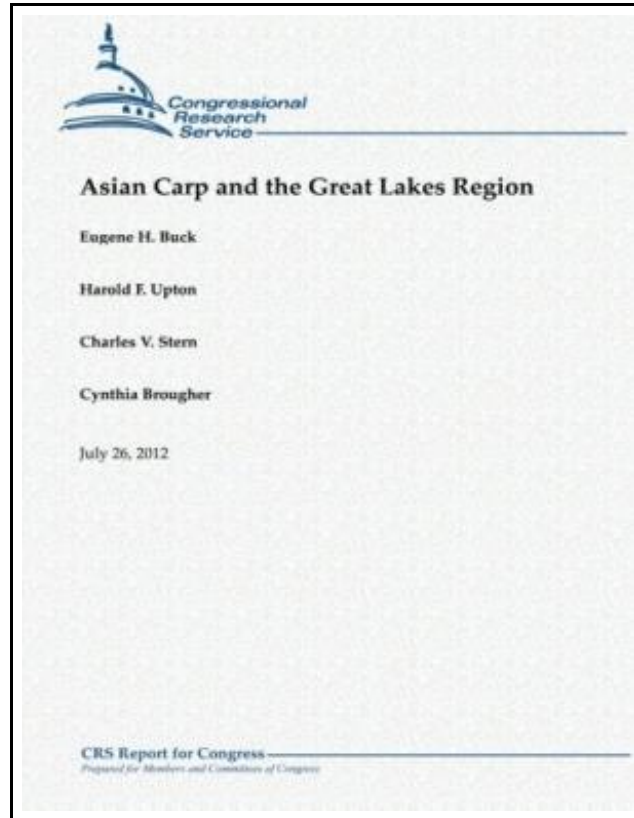 Congressional
Research
Service
Asian Carp and the Great Lakes Region
Eugene H. Buck
Harold F. Upton
Charles V. Stern
Cynthia Brougher
July 26, 2012
CRS Report for Congress
Prepared for Members and Committees of Congress